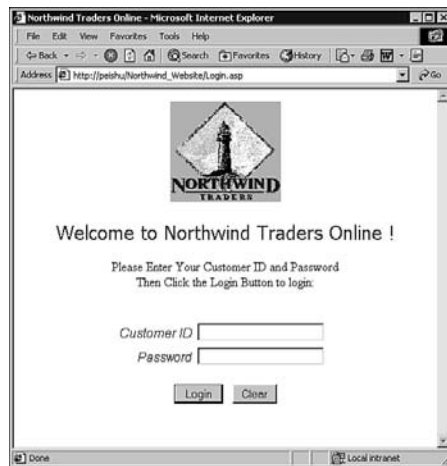 Northwind Traders Online - Microsoft Internet Explorer
File Edit View Favorites Tools Help
Back Search Favorites History
Address http://peishu/Northwind_Website/Login.asp Go
NORTHWIND
TRADERS
Welcome to Northwind Traders Online !
Please Enter Your Customer ID and Password
Then Click the Login Button to login:
Customer ID
Password
Login Clear
Done Local intranet